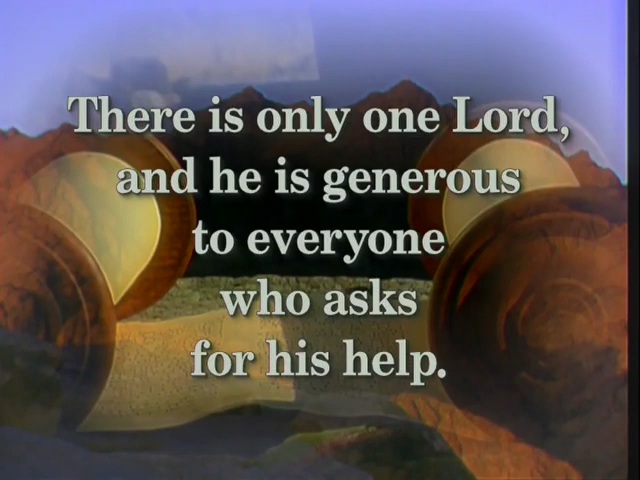 There is only one Lord,
and he is generous
to everyone
who asks
for his help.